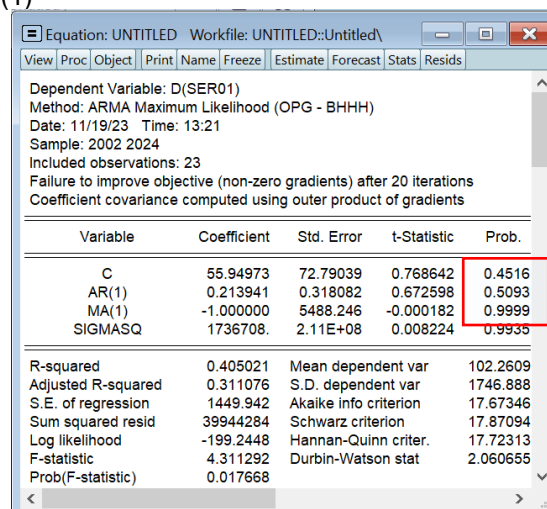 (1)
Equation: UNTITLED Workfile: UNTITLED::Untitled\
View Proc Object Print Name Freeze Estimate Forecast Stats Resids
Dependent Variable: D(SER01)
Method: ARMA Maximum Likelihood (OPG - BHHH)
Date: 11/19/23 Time: 13:21
Sample: 2002 2024
Included observations: 23
Failure to improve objective (non-zero gradients) after 20 iterations
Coefficient covariance computed using outer product of gradients
Variable Coefficient Std. Error t-Statistic Prob.
C 55.94973 72.79039 0.768642 0.4516
AR(1) 0.213941 0.318082 0.672598 0.5093
MA(1) -1.000000 5488.246 -0.000182 0.9999
SIGMASQ 1736708. 2.11E+08 0.008224 0.9935
R-squared 0.405021 Mean dependent var 102.2609
Adjusted R-squared 0.311076 S.D. dependent var 1746.888
S.E. of regression 1449.942 Akaike info criterion 17.67346
Sum squared resid 39944284 Schwarz criterion 17.87094
Log likelihood -199.2448 Hannan-Quinn criter. 17.72313
F-statistic 4.311292 Durbin-Watson stat 2.060655
Prob(F-statistic) 0.017668